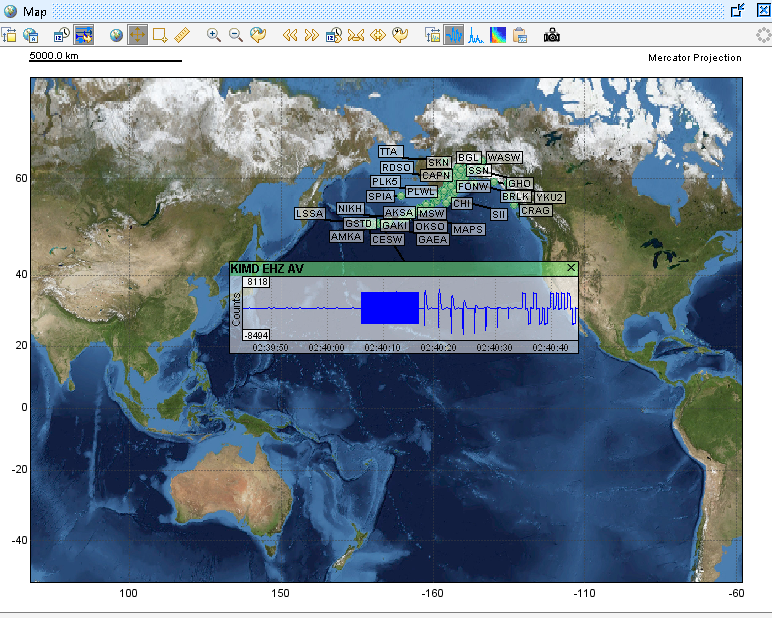 Map
5000.0 km
Mercator Projection
TTA
BGL
WASW
SKN
RDSO
SSN
CAPN
PLK5
GHO
FONW
PLWL
SPIA
BRLK
YKU2
CHI
NIKH
CRAG
LSSA
AKSA
MSW
SII
GSTD
GAKI
OKSO
MAPS
AMKA
CESW
GAEA
KIMD EHZ AV
8118
Counts
-8494
02:39:50 02:40:00 02:40:10 02:40:20 02:40:30 02:40:40
60
40
20
0
-20
-40
100 150 -160 -110 -60